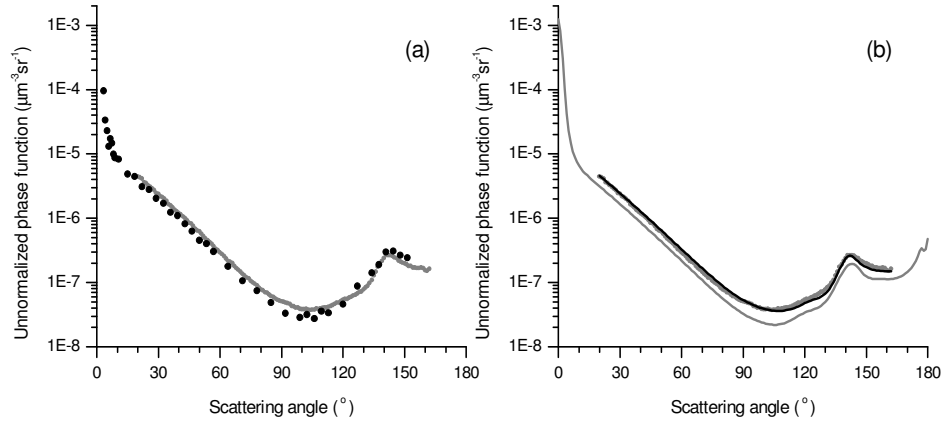 (a)
1E-3
1E-4
1E-5
1E-6
1E-7
1E-8
Unnormalized phase function (μm⁻³sr⁻¹)
0 30 60 90 120 150 180
Scattering angle (°)
(b)
1E-3
1E-4
1E-5
1E-6
1E-7
1E-8
Unnormalized phase function (μm⁻³sr⁻¹)
0 30 60 90 120 150 180
Scattering angle (°)